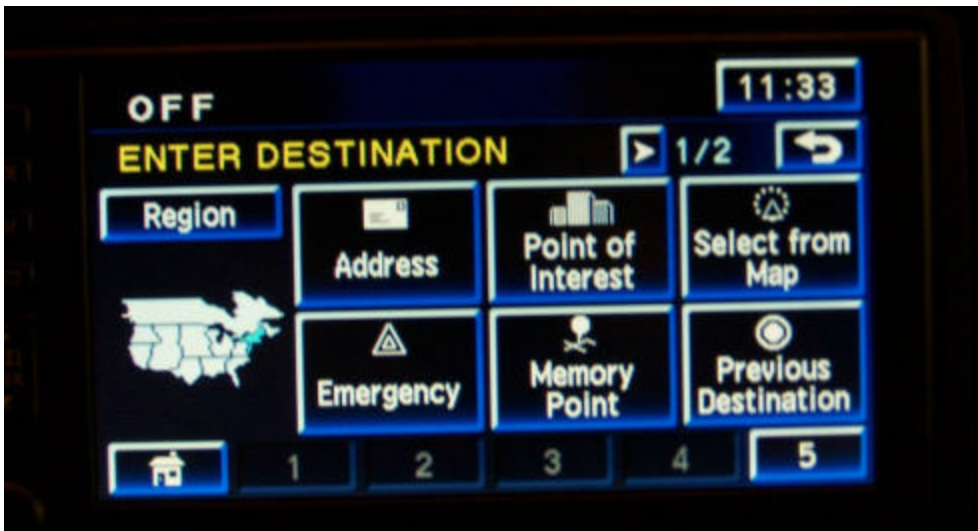 OFF
11:33
ENTER DESTINATION
1/2
Region
Address
Point of
Interest
Select from
Map
Emergency
Memory
Point
Previous
Destination
1
2
3
4
5